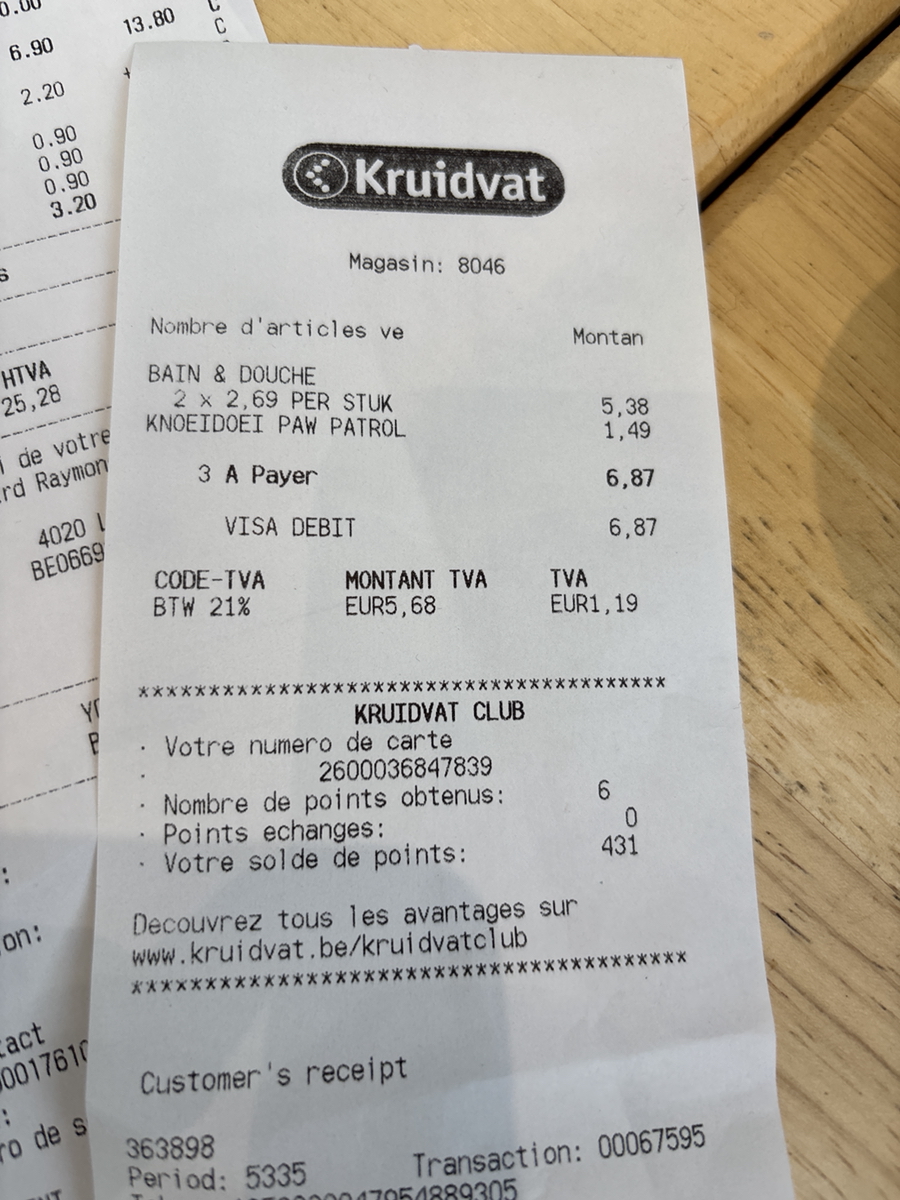 0.00
13.80 C
6.90 C
2.20
0.90
0.90
0.90
3.20
HTVA
25,28
de votre
rd Raymon
4020
BE0669
on:
tact
00017610
ro de s
Kruidvat
Magasin: 8046
Nombre d'articles ve Montan
BAIN & DOUCHE
2 x 2,69 PER STUK 5,38
KNOEIDOEI PAW PATROL 1,49
3 A Payer 6,87
VISA DEBIT 6,87
CODE-TVA MONTANT TVA TVA
BTW 21% EUR5,68 EUR1,19
****************************************
KRUIDVAT CLUB
· Votre numero de carte
· 2600036847839
· Nombre de points obtenus: 6
· Points echanges: 0
· Votre solde de points: 431
Decouvrez tous les avantages sur
www.kruidvat.be/kruidvatclub
****************************************
Customer's receipt
363898
Period: 5335 Transaction: 00067595